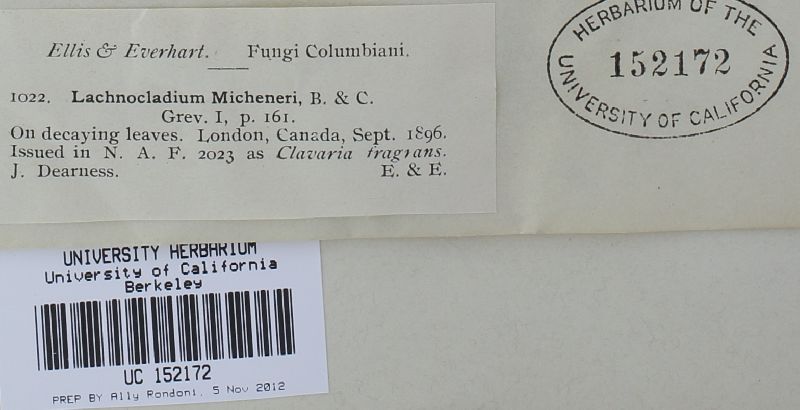 Ellis & Everhart. Fungi Columbiani.
1022. Lachnocladium Micheneri, B. & C.
Grev. I, p. 161.
On decaying leaves. London, Canada, Sept. 1896.
Issued in N. A. F. 2023 as Clavaria fragrans.
J. Dearness. E. & E.
HERBARIUM OF THE
152172
UNIVERSITY OF CALIFORNIA
UNIVERSITY HERBARIUM
University of California
Berkeley
UC 152172
PREP BY Ally Rondoni, 5 Nov 2012